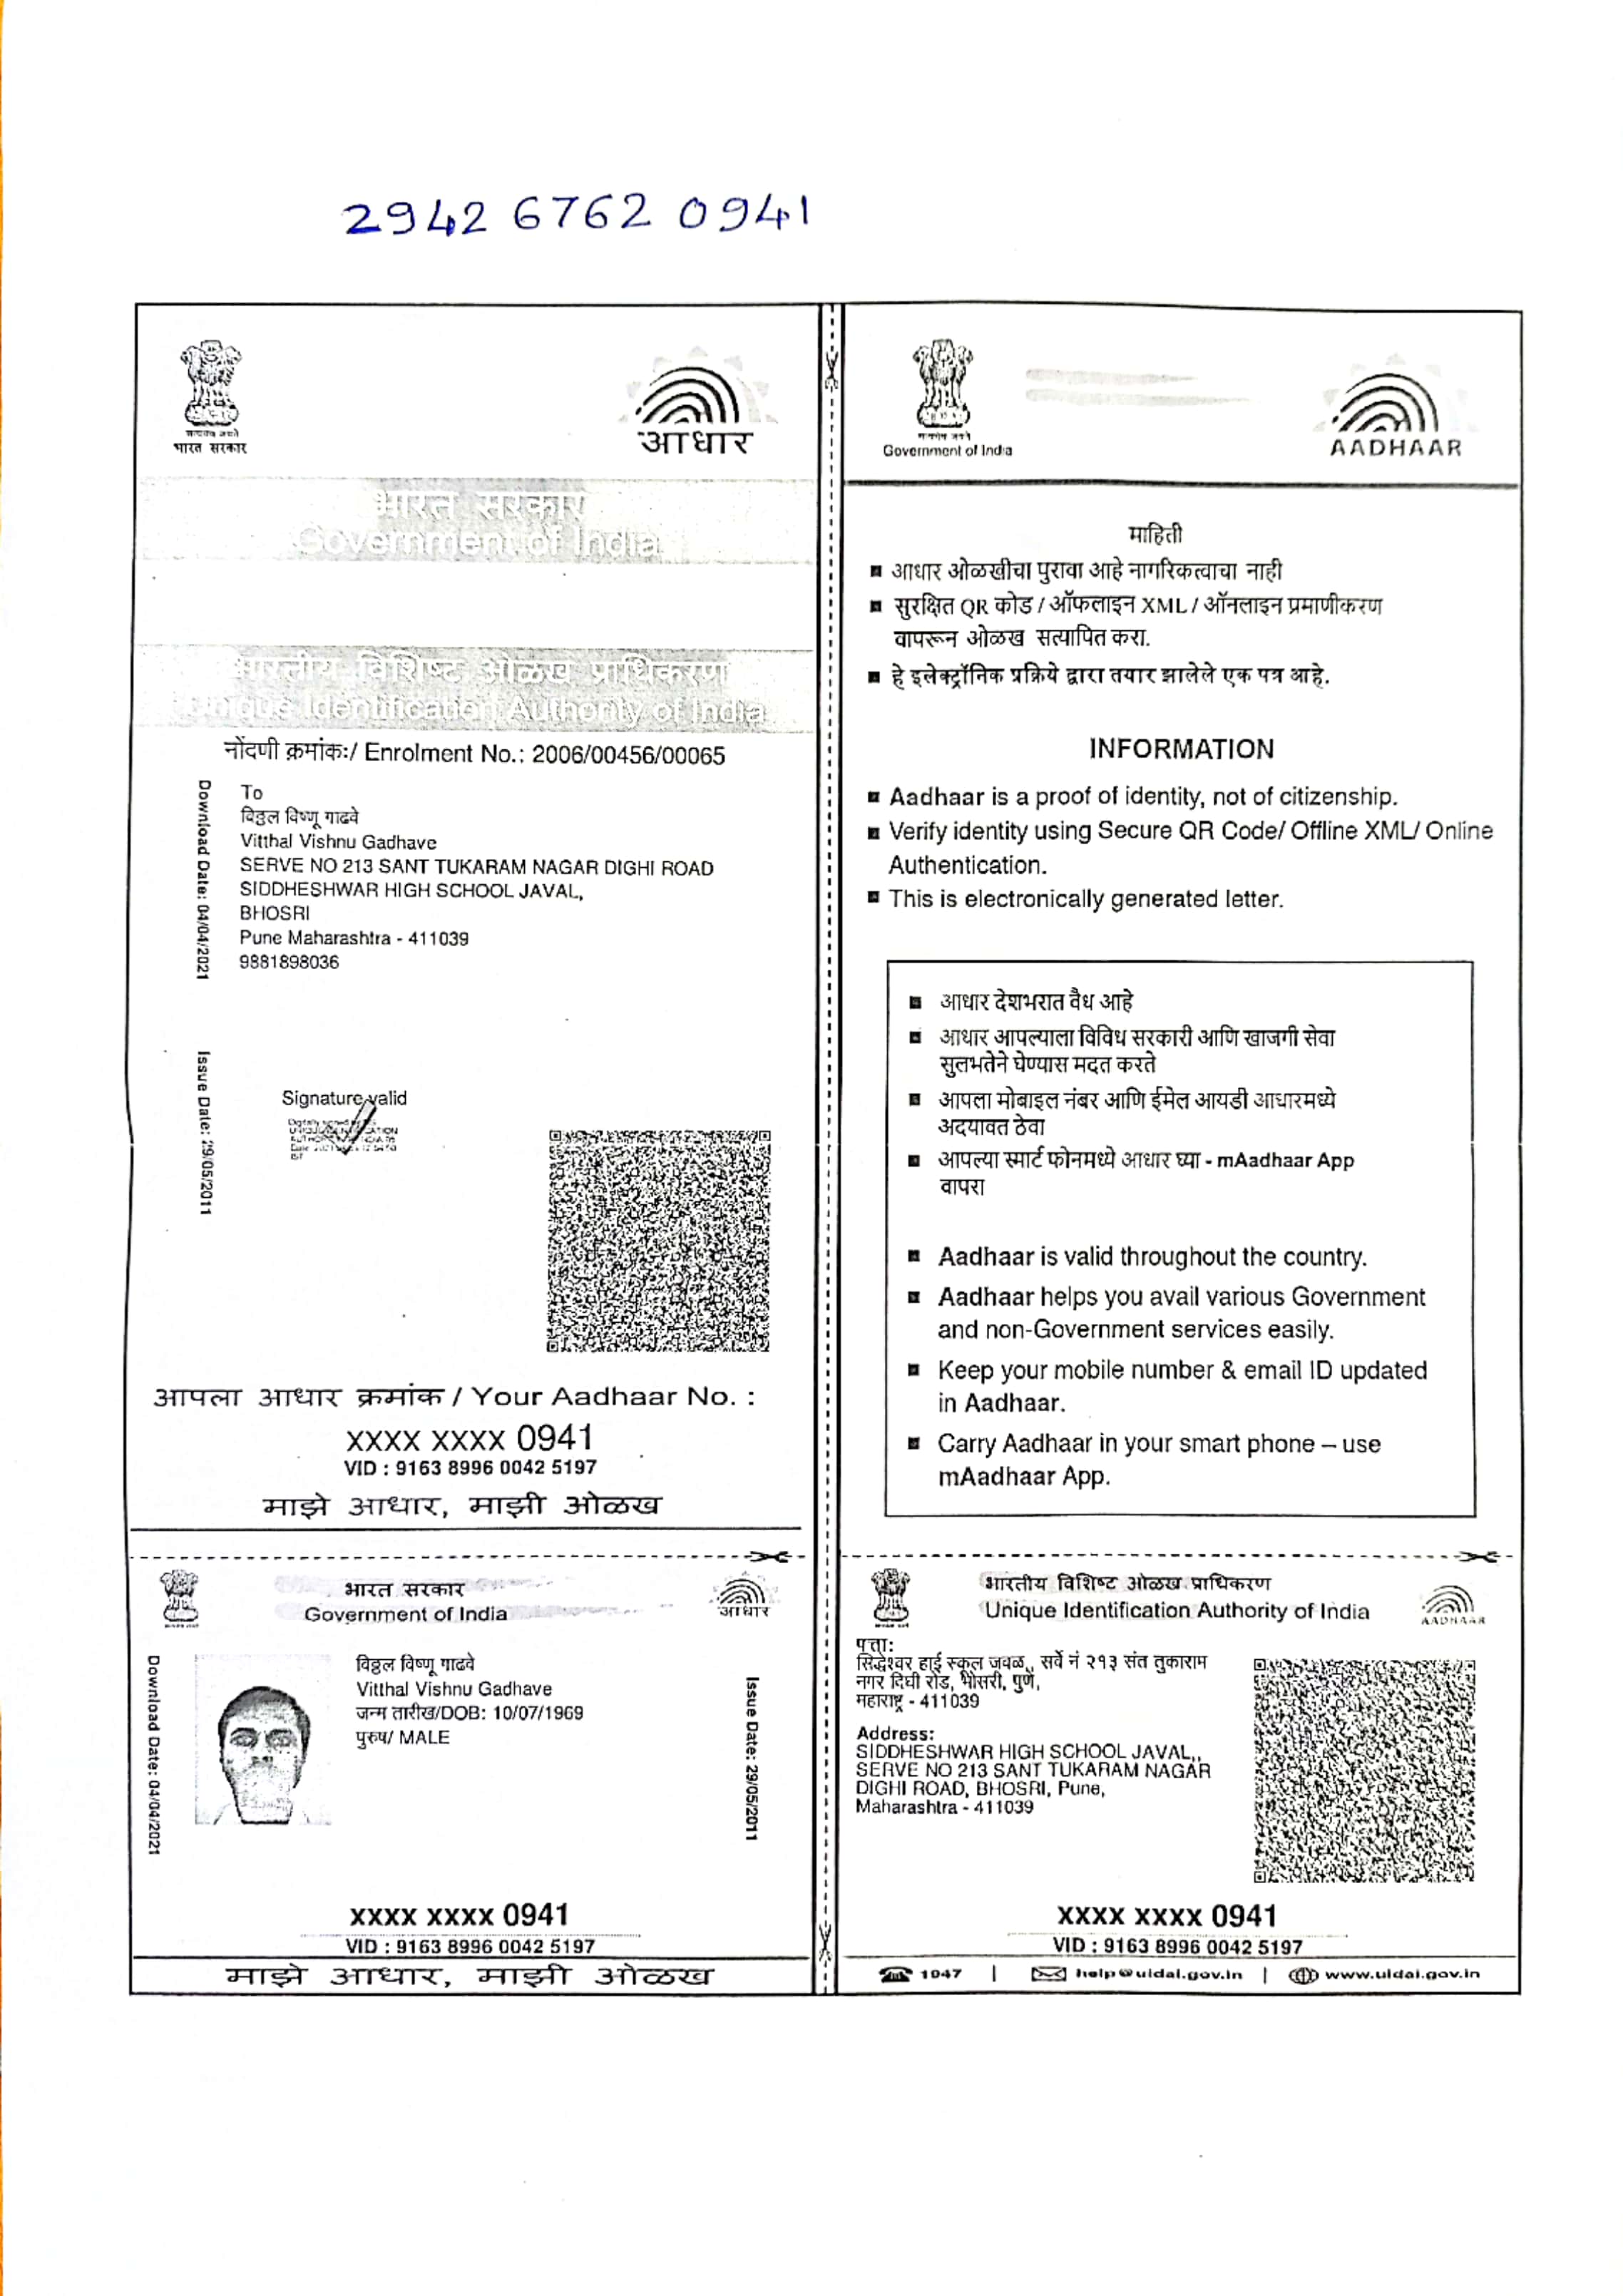 2942 6762 0941
सत्यमेव जयते
भारत सरकार
आधार
भारत सरकार
Government of India
भारतीय विशिष्ट ओळख प्राधिकरण
Unique Identification Authority of India
नोंदणी क्रमांक:/ Enrolment No.: 2006/00456/00065
Download Date: 04/04/2021
To
विठ्ठल विष्णू गाढवे
Vitthal Vishnu Gadhave
SERVE NO 213 SANT TUKARAM NAGAR DIGHI ROAD
SIDDHESHWAR HIGH SCHOOL JAVAL,
BHOSRI
Pune Maharashtra - 411039
9881898036
Issue Date: 29/05/2011
Signature valid
आपला आधार क्रमांक / Your Aadhaar No. :
XXXX XXXX 0941
VID : 9163 8996 0042 5197
माझे आधार, माझी ओळख
सत्यमेव जयते
Government of India
AADHAAR
माहिती
■ आधार ओळखीचा पुरावा आहे नागरिकत्वाचा नाही
■ सुरक्षित QR कोड / ऑफलाइन XML / ऑनलाइन प्रमाणीकरण
वापरून ओळख सत्यापित करा.
■ हे इलेक्ट्रॉनिक प्रक्रिये द्वारा तयार झालेले एक पत्र आहे.
INFORMATION
■ Aadhaar is a proof of identity, not of citizenship.
■ Verify identity using Secure QR Code/ Offline XML/ Online
Authentication.
■ This is electronically generated letter.
■ आधार देशभरात वैध आहे
■ आधार आपल्याला विविध सरकारी आणि खाजगी सेवा
सुलभतेने घेण्यास मदत करते
■ आपला मोबाइल नंबर आणि ईमेल आयडी आधारमध्ये
अदयावत ठेवा
■ आपल्या स्मार्ट फोनमध्ये आधार घ्या - mAadhaar App
वापरा
■ Aadhaar is valid throughout the country.
■ Aadhaar helps you avail various Government
and non-Government services easily.
■ Keep your mobile number & email ID updated
in Aadhaar.
■ Carry Aadhaar in your smart phone – use
mAadhaar App.
भारत सरकार
Government of India
आधार
Download Date: 04/04/2021
विठ्ठल विष्णू गाढवे
Vitthal Vishnu Gadhave
जन्म तारीख/DOB: 10/07/1969
पुरुष/ MALE
Issue Date: 29/05/2011
XXXX XXXX 0941
VID : 9163 8996 0042 5197
माझे आधार, माझी ओळख
भारतीय विशिष्ट ओळख प्राधिकरण
Unique Identification Authority of India
AADHAAR
पत्ता:
सिद्धेश्वर हाई स्कूल जवळ,, सर्वे नं २१३ संत तुकाराम
नगर दिघी रोड, भोसरी, पुणे,
महाराष्ट्र - 411039
Address:
SIDDHESHWAR HIGH SCHOOL JAVAL,,
SERVE NO 213 SANT TUKARAM NAGAR
DIGHI ROAD, BHOSRI, Pune,
Maharashtra - 411039
XXXX XXXX 0941
VID : 9163 8996 0042 5197
1947 | help@uidai.gov.in | www.uidai.gov.in